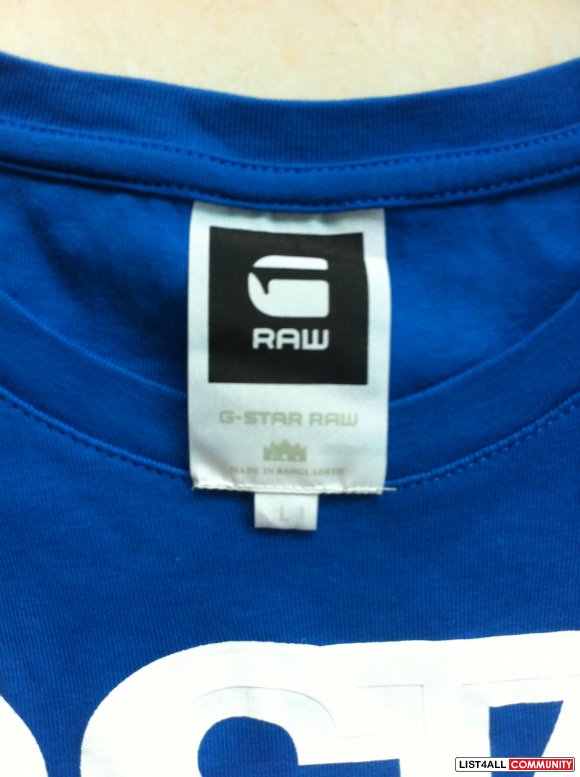 RAW
G-STAR RAW
MADE IN BANGLADESH
L
LIST4ALL COMMUNITY